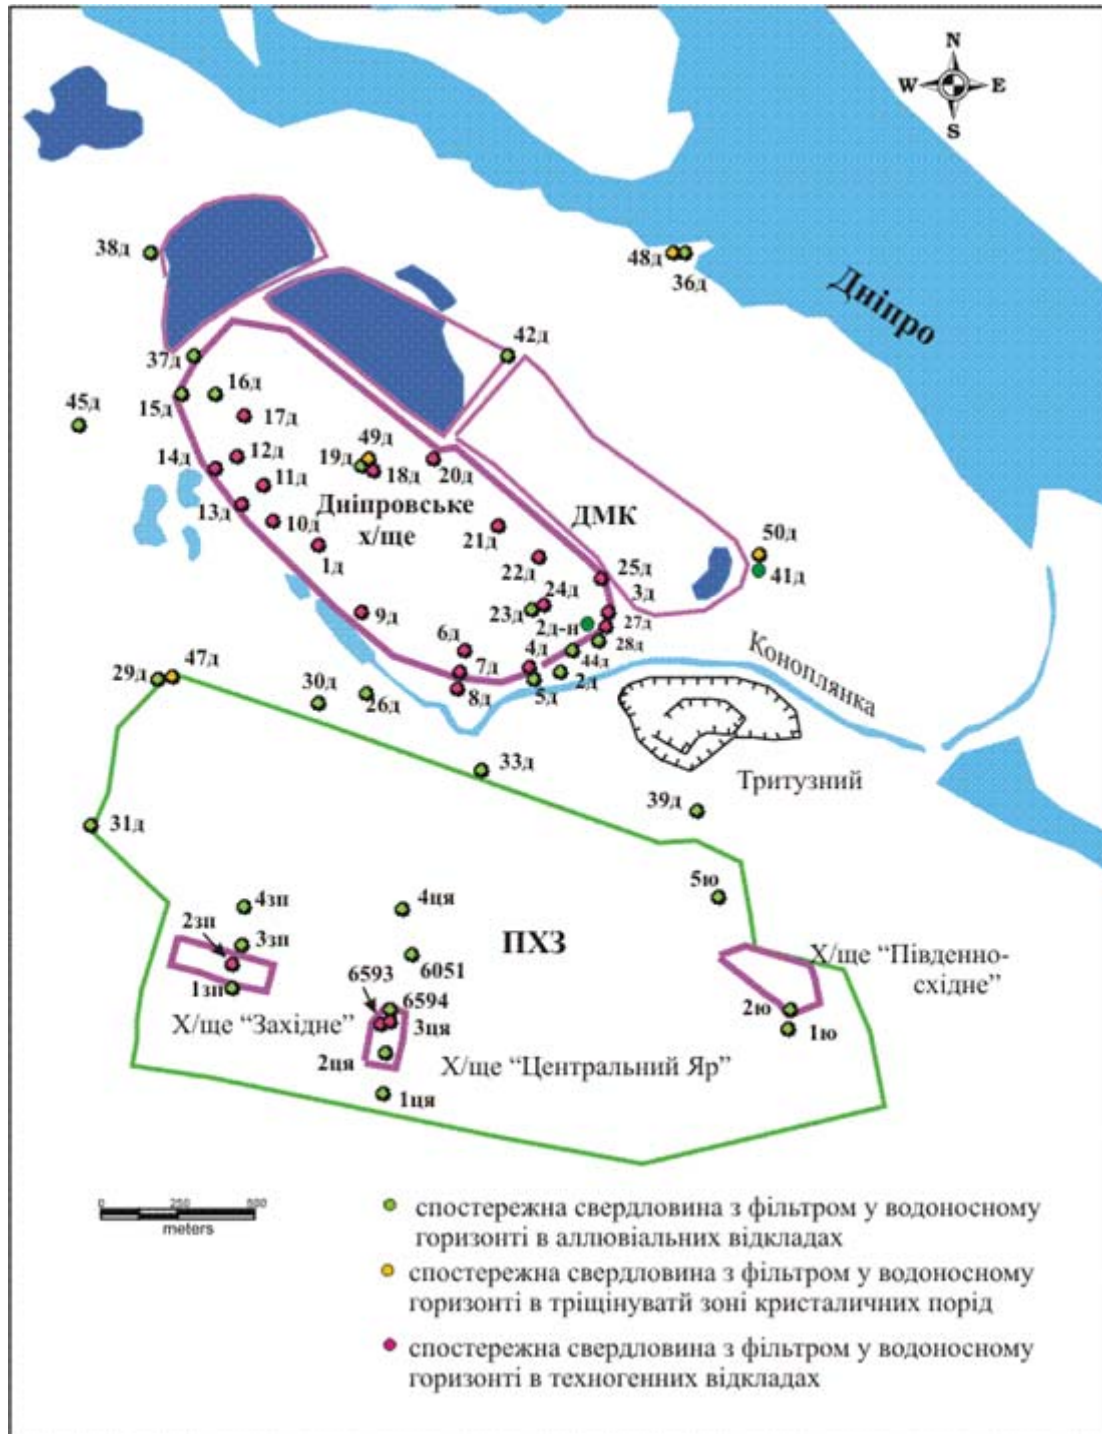 N
W E
S
38д
48д
36д
Дніпро
42д
37д
16д
45д
15д
17д
49д
12д
19д
14д
18д
20д
11д
Дніпровське
х/ще
ДМК
13д
10д
21д
50д
1д
41д
22д
25д
24д
3д
23д
9д
2д-н
27д
6д
4д
28д
Коноплянка
7д
44д
29д
47д
8д
5д
2д
30д
26д
33д
Тритузний
39д
31д
4зп
4ця
5ю
2зп
ПХЗ
3зп
Х/ще “Південно-
східне”
6593
6051
1зп
6594
2ю
Х/ще “Західне”
3ця
1ю
2ця
Х/ще “Центральний Яр”
1ця
0 250 500
meters
спостережна свердловина з фільтром у водоносному
горизонті в аллювіальних відкладах
спостережна свердловина з фільтром у водоносному
горизонті в тріщінуватй зоні кристаличних порід
спостережна свердловина з фільтром у водоносному
горизонті в техногенних відкладах